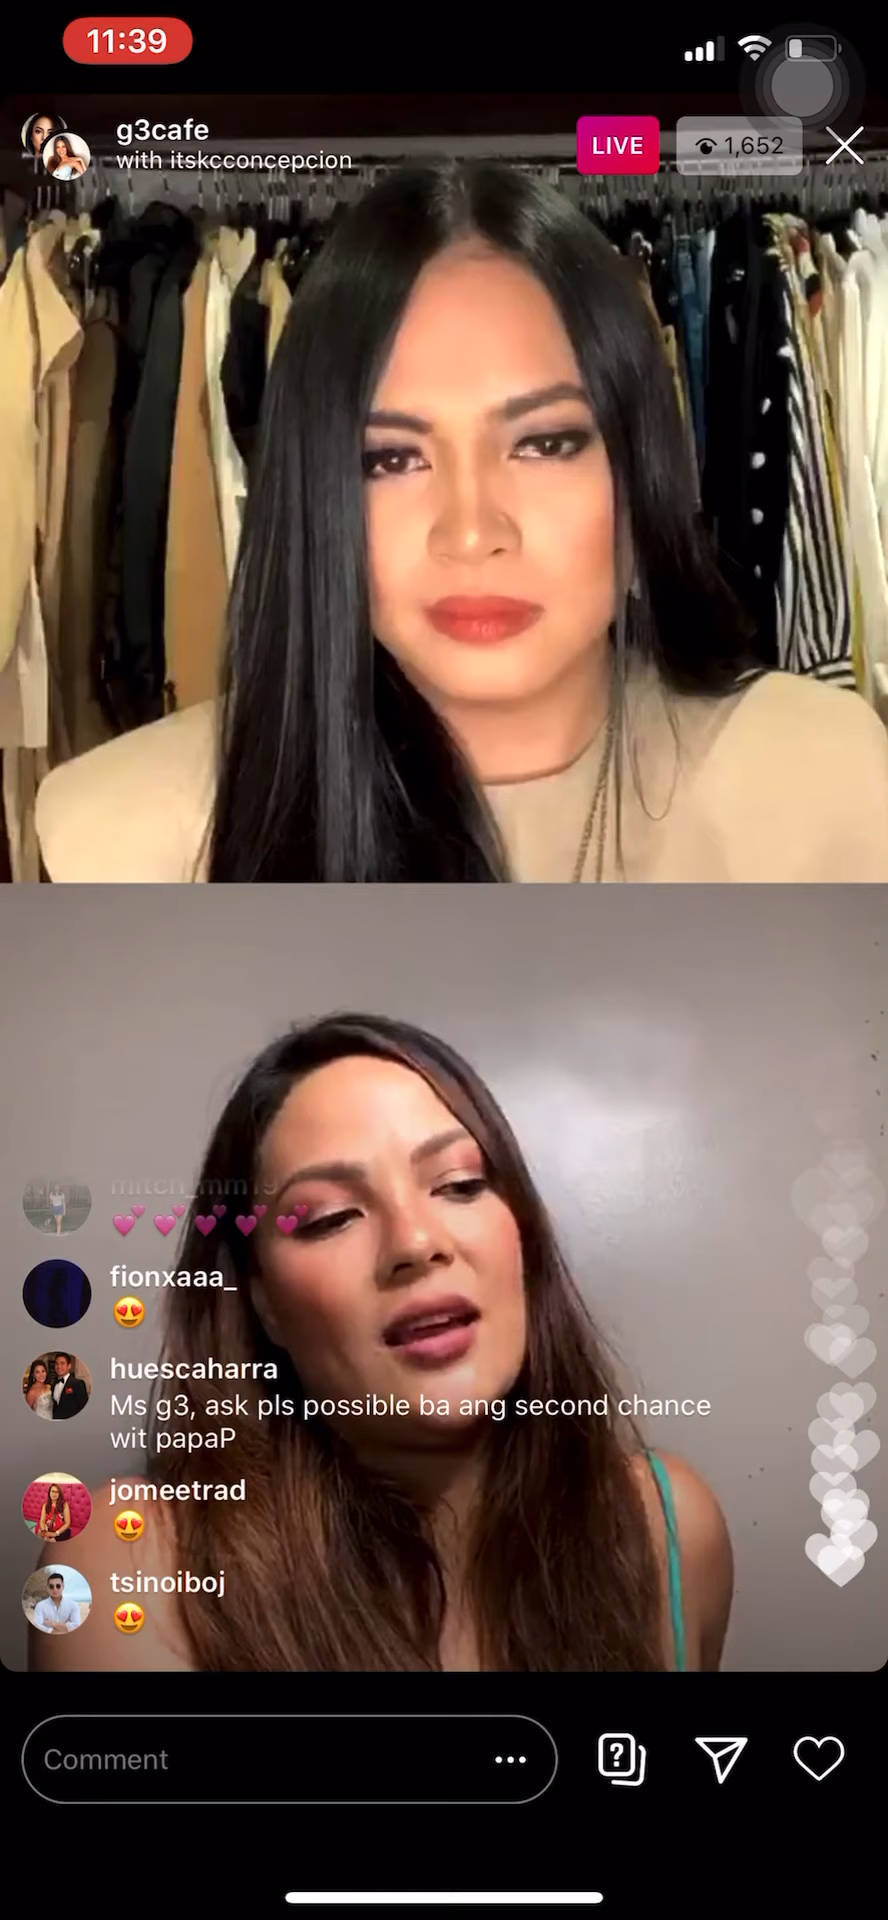 11:39
g3cafe
with itskcconcepcion
LIVE
1,652
mitch_mm19
💕 💕 💕 💕 💕
fionxaaa_
😍
huescaharra
Ms g3, ask pls possible ba ang second chance
wit papaP
jomeetrad
😍
tsinoiboj
😍
Comment